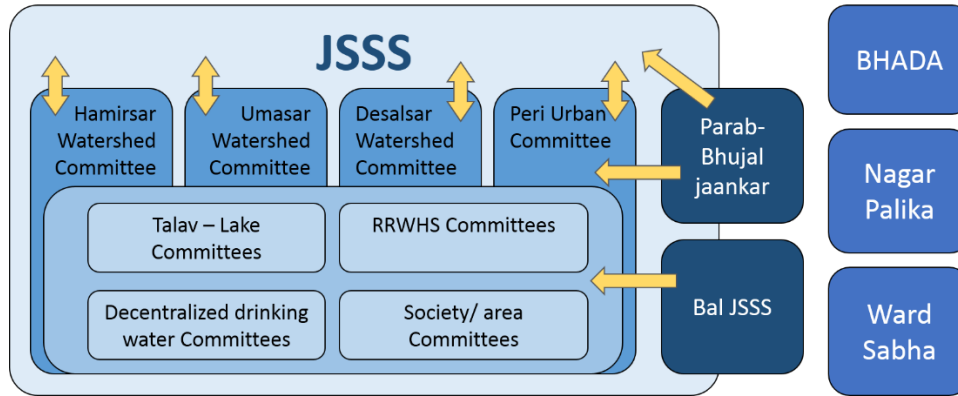 JSSS
Hamirsar
Watershed
Committee
Umasar
Watershed
Committee
Desalsar
Watershed
Committee
Peri Urban
Committee
Talav – Lake
Committees
RRWHS Committees
Decentralized drinking
water Committees
Society/ area
Committees
Parab-
Bhujal
jaankar
Bal JSSS
BHADA
Nagar
Palika
Ward
Sabha